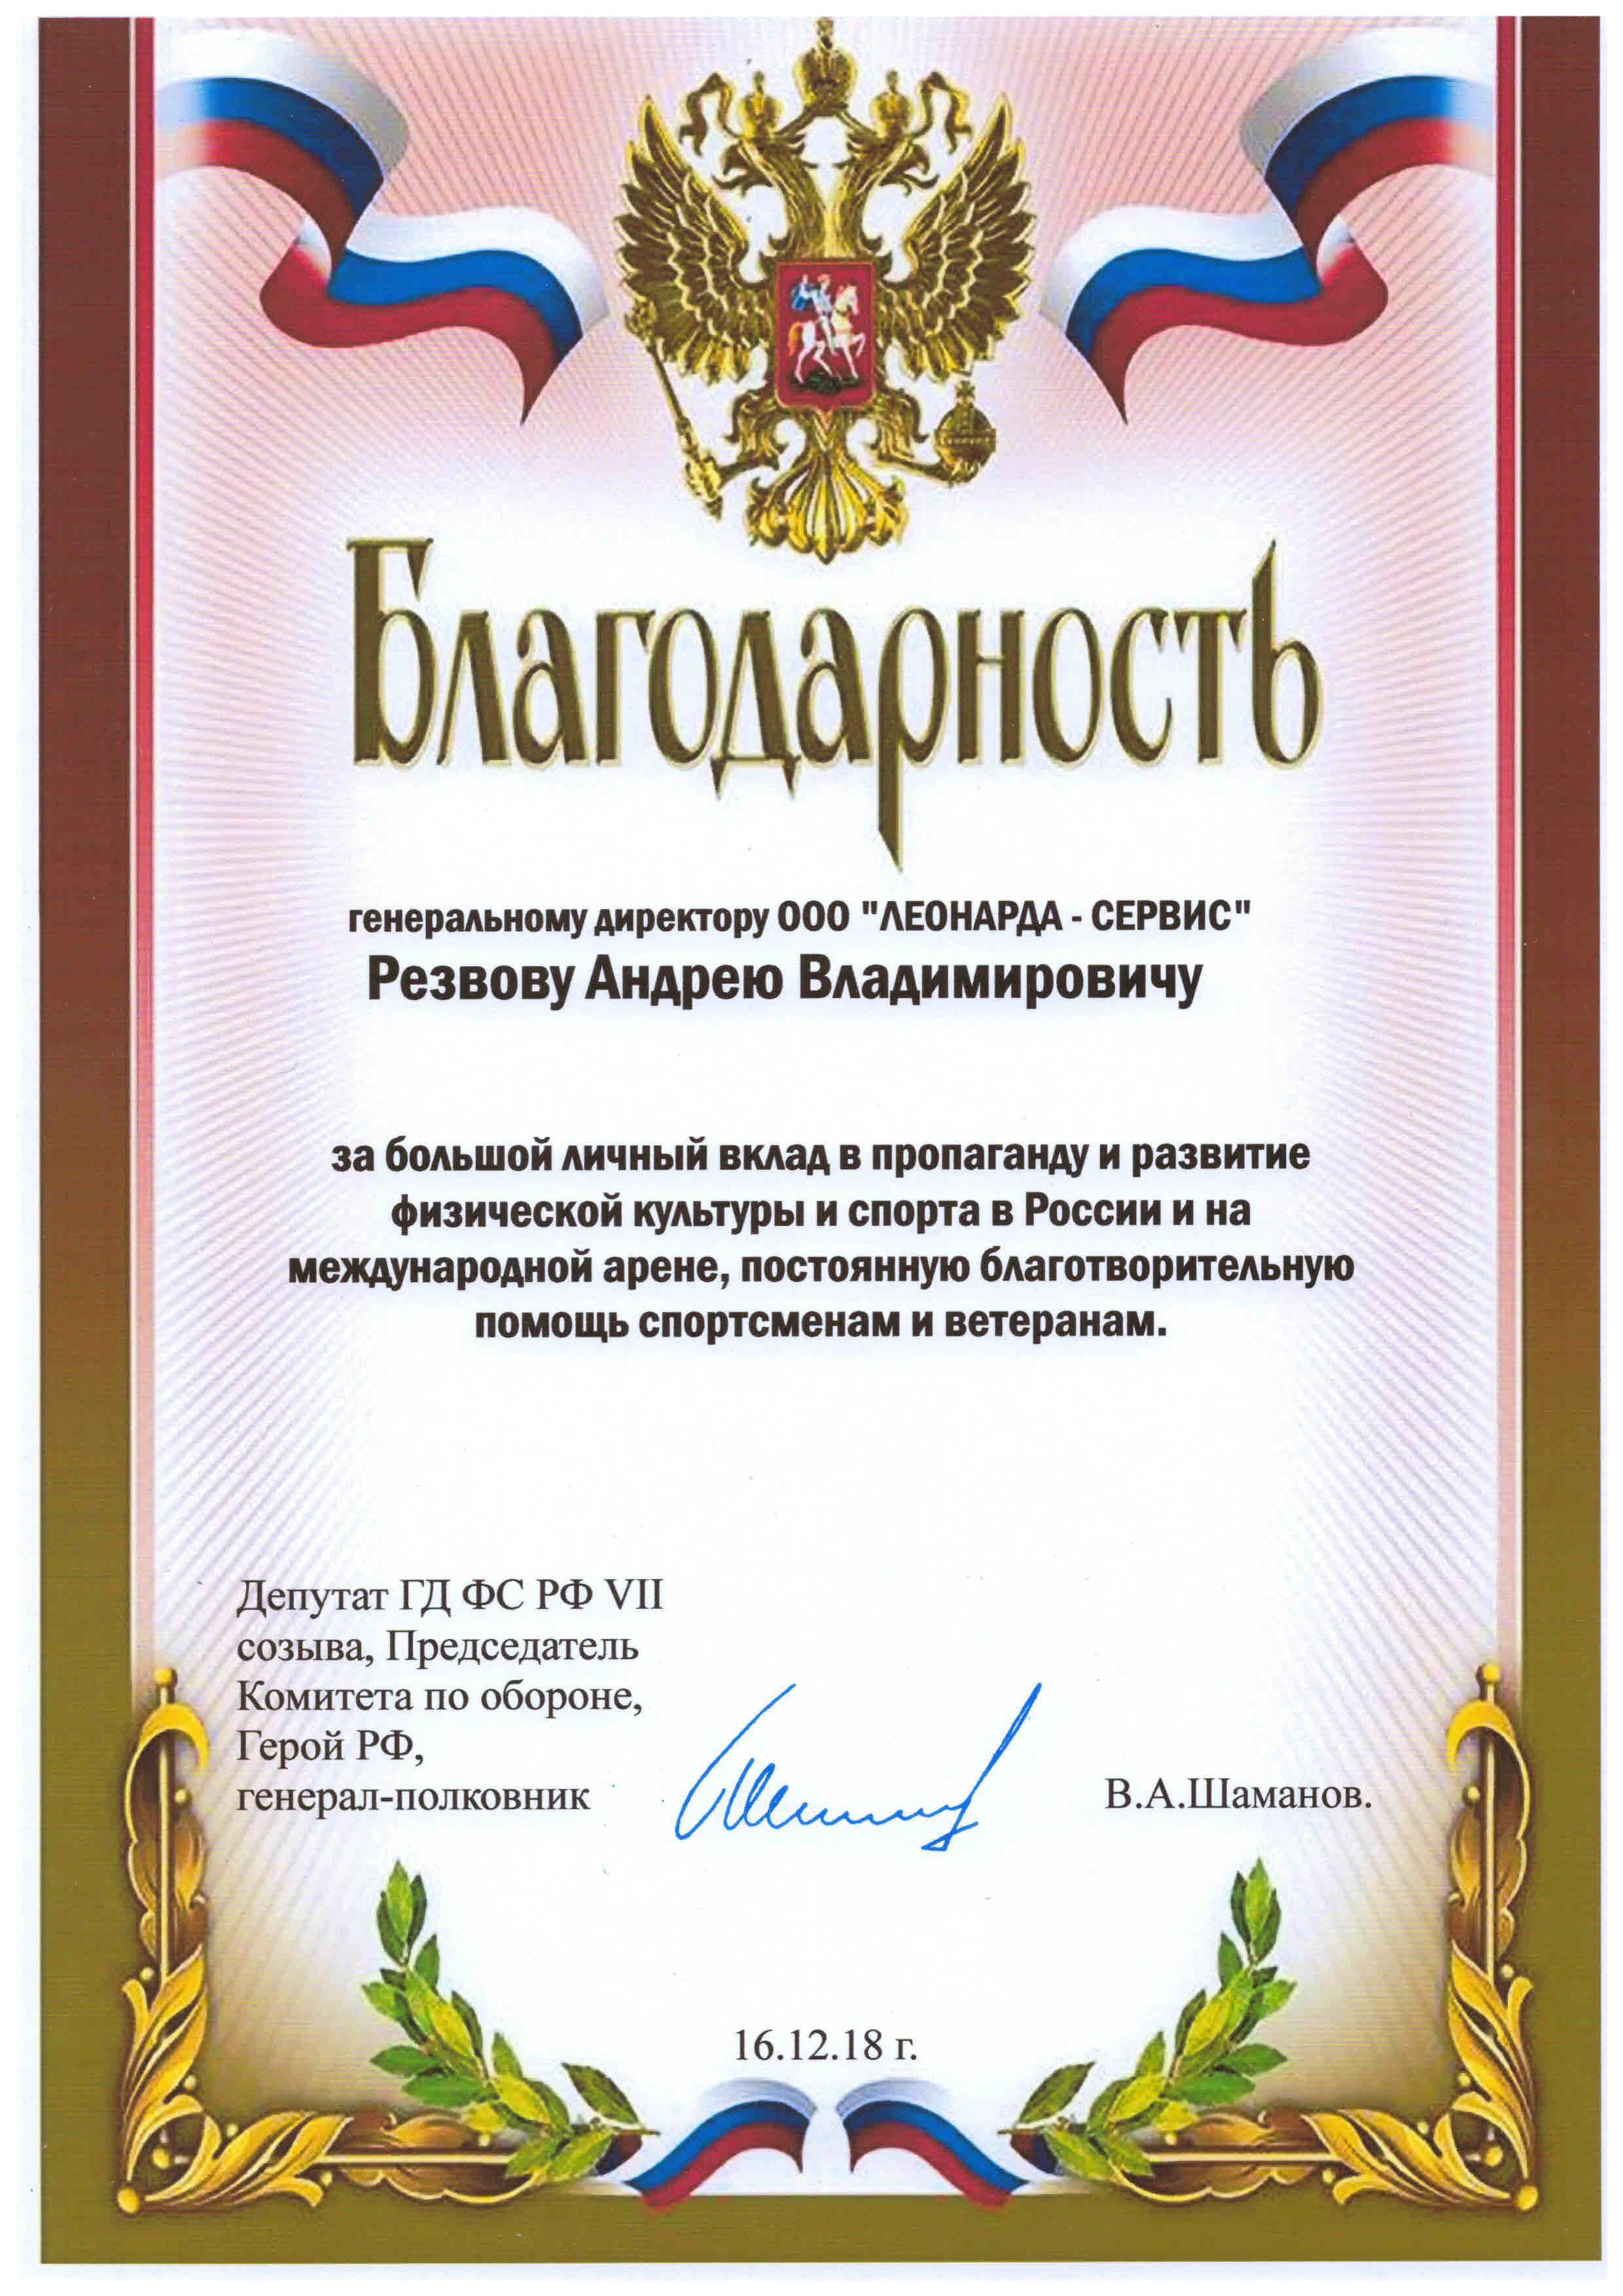 Благодарность
генеральному директору ООО "ЛЕОНАРДА - СЕРВИС"
Резвову Андрею Владимировичу
за большой личный вклад в пропаганду и развитие
физической культуры и спорта в России и на
международной арене, постоянную благотворительную
помощь спортсменам и ветеранам.
Депутат ГД ФС РФ VII
созыва, Председатель
Комитета по обороне,
Герой РФ,
генерал-полковник
В.А.Шаманов.
16.12.18 г.